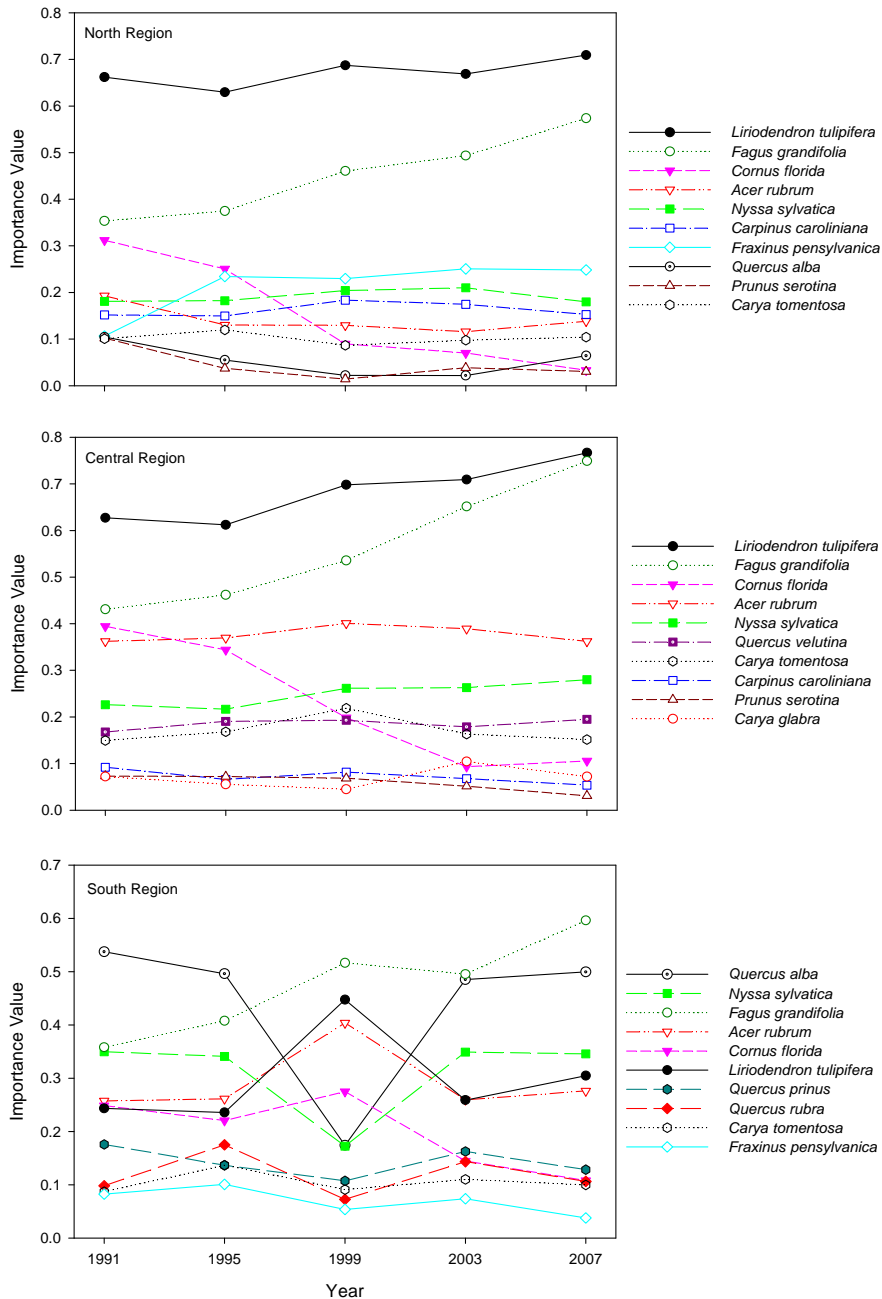 North Region
Importance Value
0.8
0.7
0.6
0.5
0.4
0.3
0.2
0.1
0.0
Liriodendron tulipifera
Fagus grandifolia
Cornus florida
Acer rubrum
Nyssa sylvatica
Carpinus caroliniana
Fraxinus pensylvanica
Quercus alba
Prunus serotina
Carya tomentosa
Central Region
Importance Value
0.8
0.7
0.6
0.5
0.4
0.3
0.2
0.1
0.0
Liriodendron tulipifera
Fagus grandifolia
Cornus florida
Acer rubrum
Nyssa sylvatica
Quercus velutina
Carya tomentosa
Carpinus caroliniana
Prunus serotina
Carya glabra
South Region
Importance Value
0.7
0.6
0.5
0.4
0.3
0.2
0.1
0.0
Quercus alba
Nyssa sylvatica
Fagus grandifolia
Acer rubrum
Cornus florida
Liriodendron tulipifera
Quercus prinus
Quercus rubra
Carya tomentosa
Fraxinus pensylvanica
1991 1995 1999 2003 2007
Year